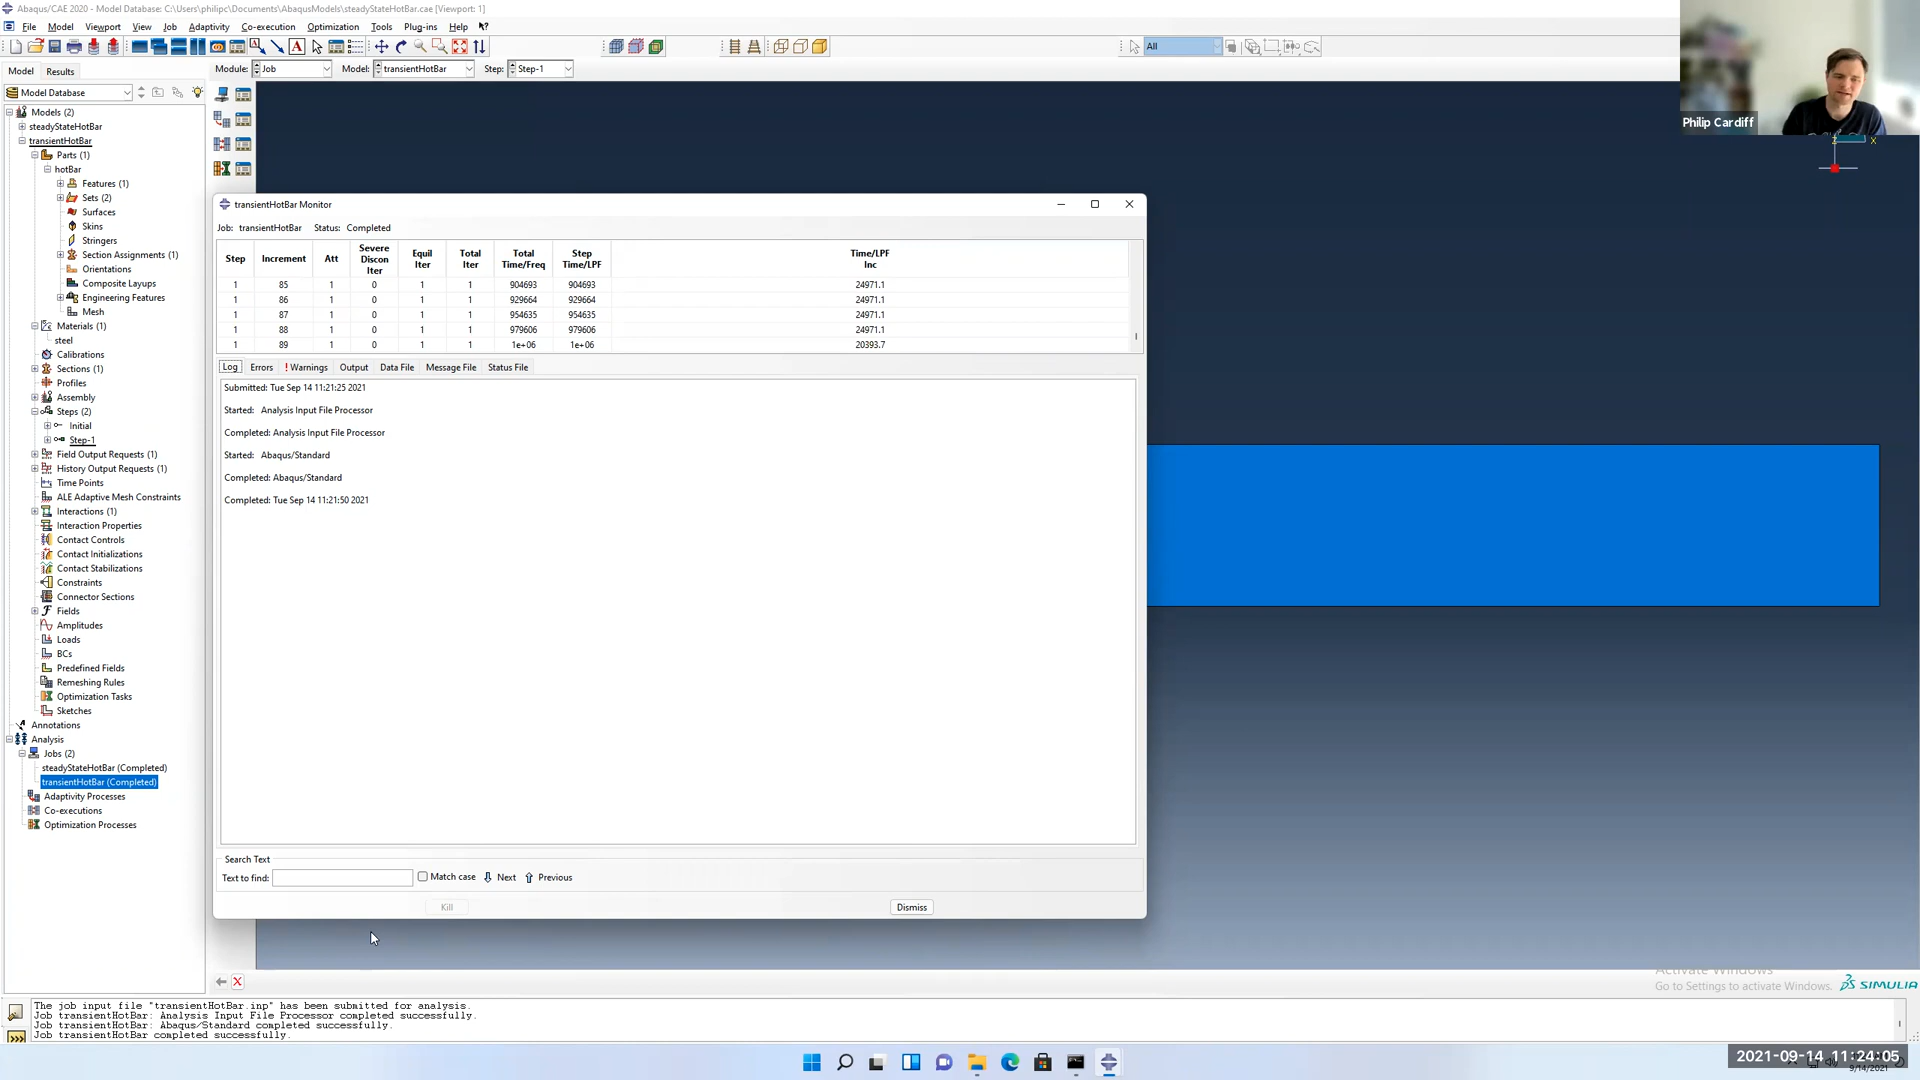 Abaqus/CAE 2020 - Model Database: C:\Users\philipc\Documents\AbaqusModels\steadyStateHotBar.cae [Viewport: 1]
File Model Viewport View Job Adaptivity Co-execution Optimization Tools Plug-ins Help
All
Model Results
Module: Job Model: transientHotBar Step: Step-1
Model Database
Models (2)
steadyStateHotBar
transientHotBar
Parts (1)
hotBar
Features (1)
Sets (2)
Surfaces
Skins
Stringers
Section Assignments (1)
Orientations
Composite Layups
Engineering Features
Mesh
Materials (1)
steel
Calibrations
Sections (1)
Profiles
Assembly
Steps (2)
Initial
Step-1
Field Output Requests (1)
History Output Requests (1)
Time Points
ALE Adaptive Mesh Constraints
Interactions (1)
Interaction Properties
Contact Controls
Contact Initializations
Contact Stabilizations
Constraints
Connector Sections
Fields
Amplitudes
Loads
BCs
Predefined Fields
Remeshing Rules
Optimization Tasks
Sketches
Annotations
Analysis
Jobs (2)
steadyStateHotBar (Completed)
transientHotBar (Completed)
Adaptivity Processes
Co-executions
Optimization Processes
transientHotBar Monitor
Job: transientHotBar Status: Completed
Step Increment Att Severe Discon Iter Equil Iter Total Iter Total Time/Freq Step Time/LPF Time/LPF Inc
1 85 1 0 1 1 904693 904693 24971.1
1 86 1 0 1 1 929664 929664 24971.1
1 87 1 0 1 1 954635 954635 24971.1
1 88 1 0 1 1 979606 979606 24971.1
1 89 1 0 1 1 1e+06 1e+06 20393.7
Log Errors ! Warnings Output Data File Message File Status File
Submitted: Tue Sep 14 11:21:25 2021
Started: Analysis Input File Processor
Completed: Analysis Input File Processor
Started: Abaqus/Standard
Completed: Abaqus/Standard
Completed: Tue Sep 14 11:21:50 2021
Search Text
Text to find: Match case Next Previous
Kill Dismiss
Philip Cardiff
Z X
Activate Windows
Go to Settings to activate Windows.
SIMULIA
The job input file "transientHotBar.inp" has been submitted for analysis.
Job transientHotBar: Analysis Input File Processor completed successfully.
Job transientHotBar: Abaqus/Standard completed successfully.
Job transientHotBar completed successfully.
2021-09-14 11:24:05
9/14/2021